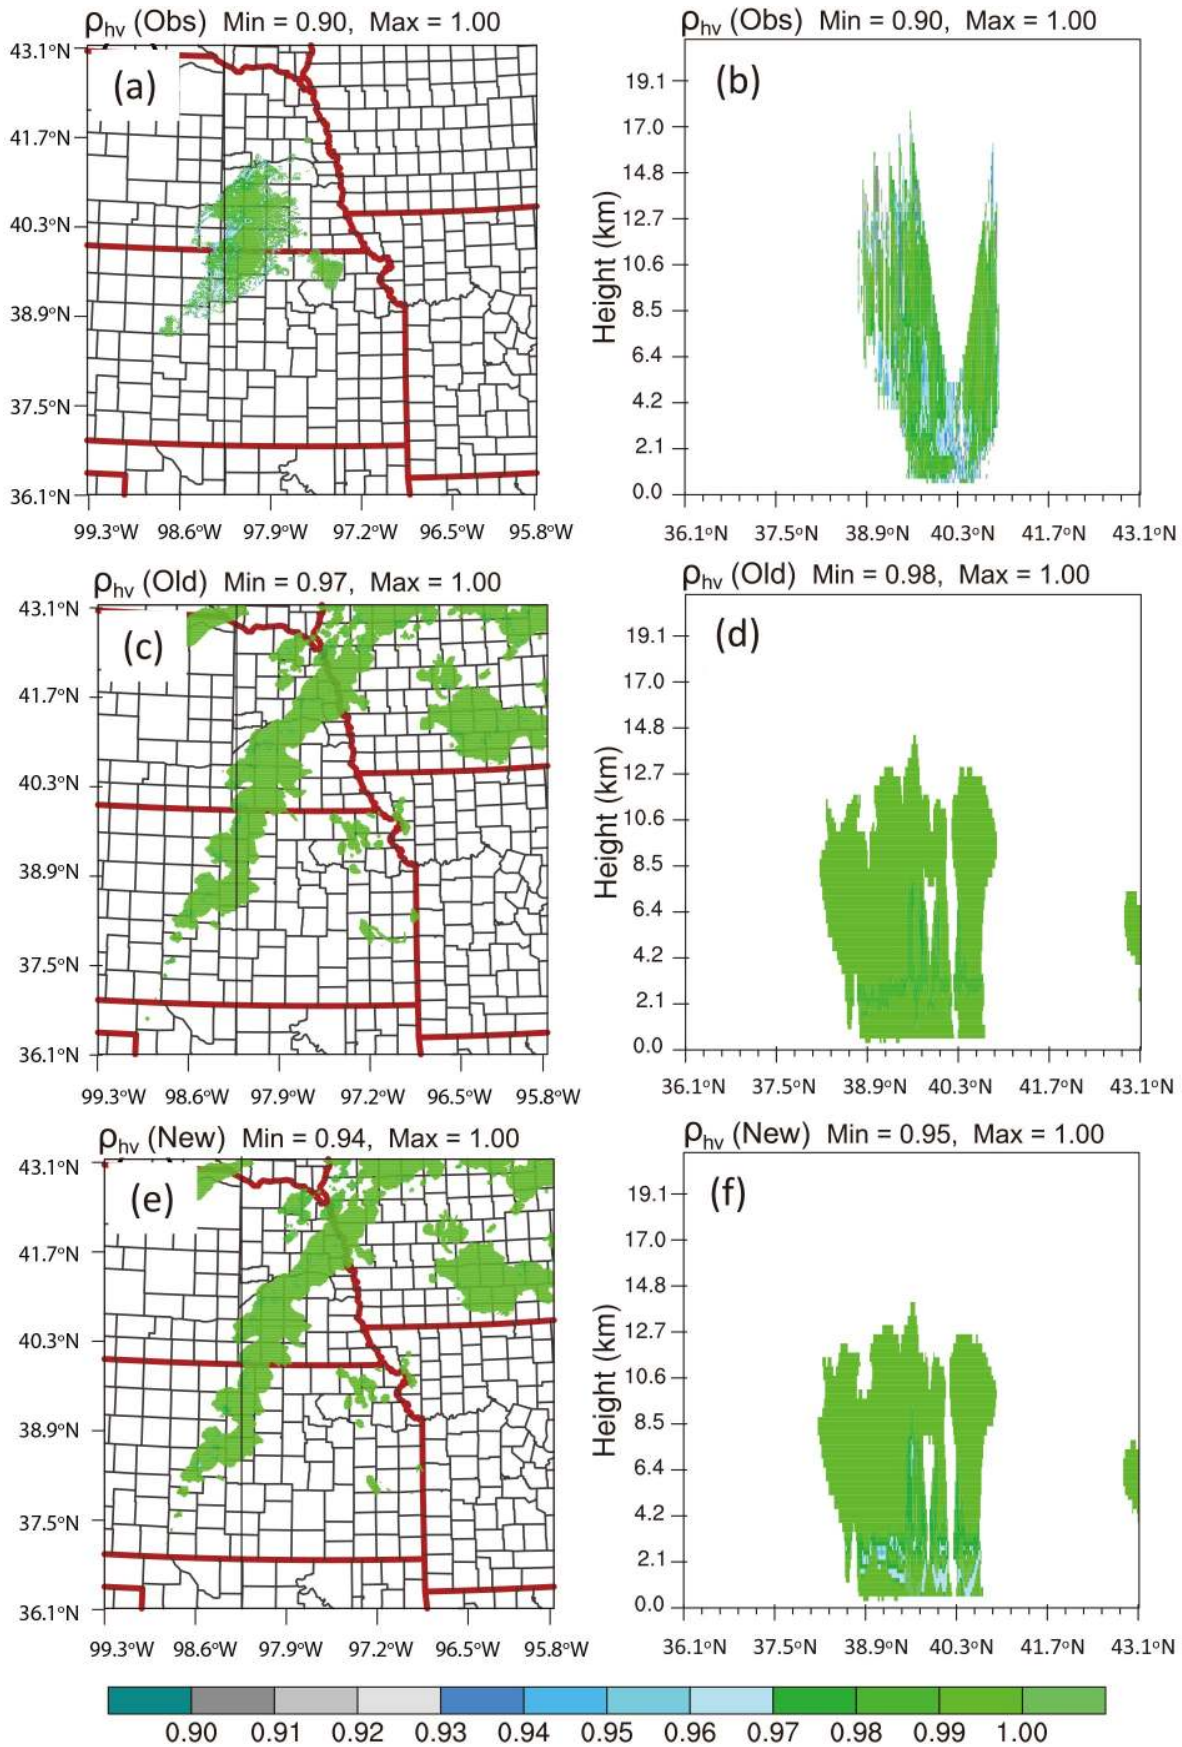 ρhv (Obs) Min = 0.90, Max = 1.00
(a)
43.1°N
41.7°N
40.3°N
38.9°N
37.5°N
36.1°N
99.3°W 98.6°W 97.9°W 97.2°W 96.5°W 95.8°W
ρhv (Obs) Min = 0.90, Max = 1.00
(b)
Height (km)
19.1
17.0
14.8
12.7
10.6
8.5
6.4
4.2
2.1
0.0
36.1°N 37.5°N 38.9°N 40.3°N 41.7°N 43.1°N
ρhv (Old) Min = 0.97, Max = 1.00
(c)
43.1°N
41.7°N
40.3°N
38.9°N
37.5°N
36.1°N
99.3°W 98.6°W 97.9°W 97.2°W 96.5°W 95.8°W
ρhv (Old) Min = 0.98, Max = 1.00
(d)
Height (km)
19.1
17.0
14.8
12.7
10.6
8.5
6.4
4.2
2.1
0.0
36.1°N 37.5°N 38.9°N 40.3°N 41.7°N 43.1°N
ρhv (New) Min = 0.94, Max = 1.00
(e)
43.1°N
41.7°N
40.3°N
38.9°N
37.5°N
36.1°N
99.3°W 98.6°W 97.9°W 97.2°W 96.5°W 95.8°W
ρhv (New) Min = 0.95, Max = 1.00
(f)
Height (km)
19.1
17.0
14.8
12.7
10.6
8.5
6.4
4.2
2.1
0.0
36.1°N 37.5°N 38.9°N 40.3°N 41.7°N 43.1°N
0.90 0.91 0.92 0.93 0.94 0.95 0.96 0.97 0.98 0.99 1.00